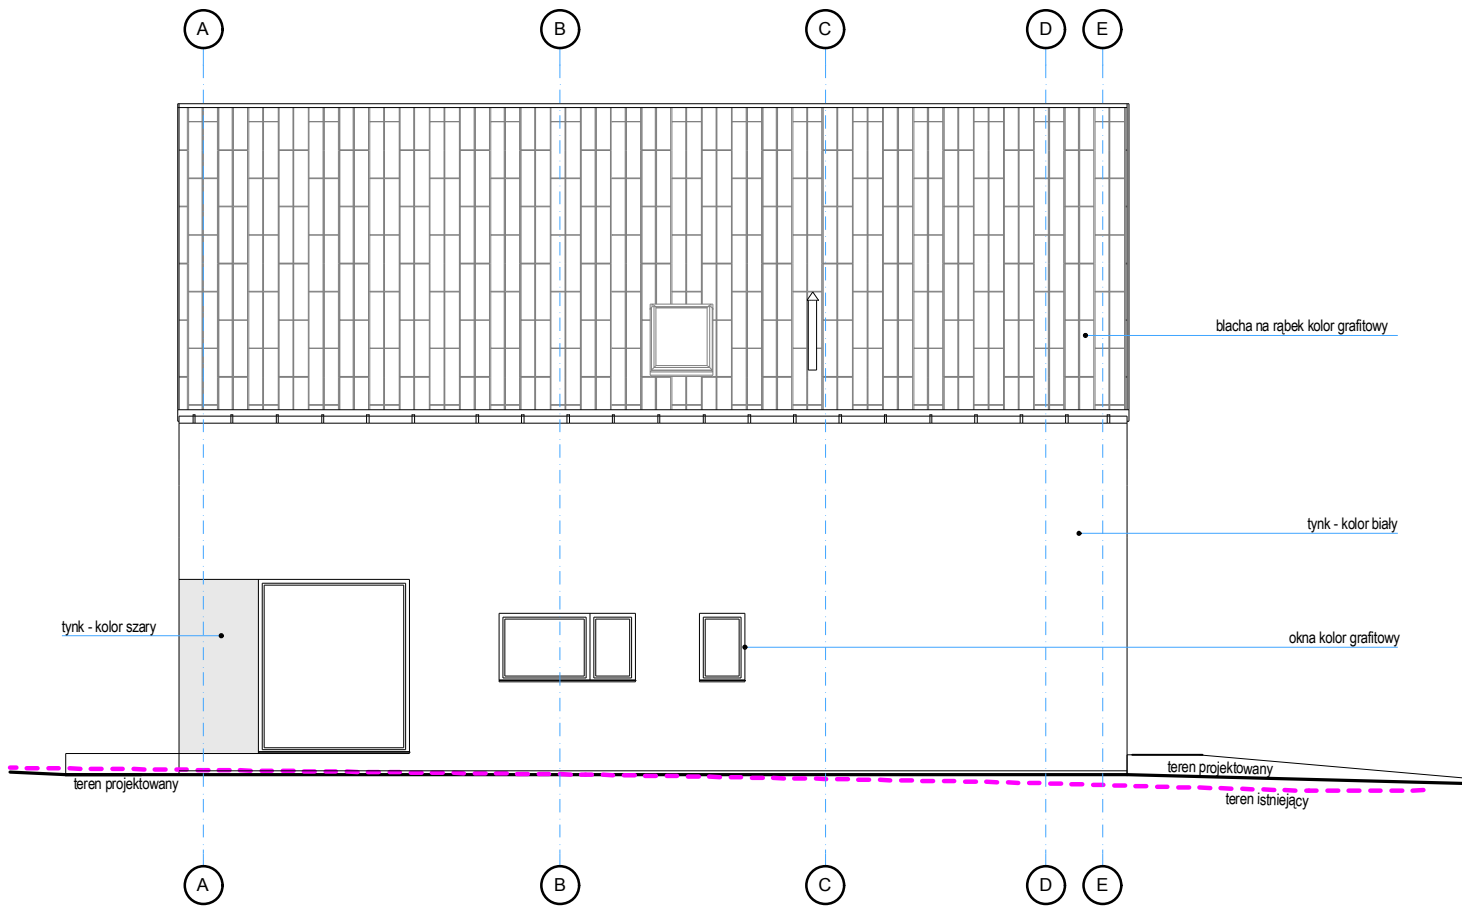 A B C D E
blacha na rąbek kolor grafitowy
tynk - kolor biały
tynk - kolor szary
okna kolor grafitowy
teren projektowany
teren projektowany
teren istniejący
A B C D E